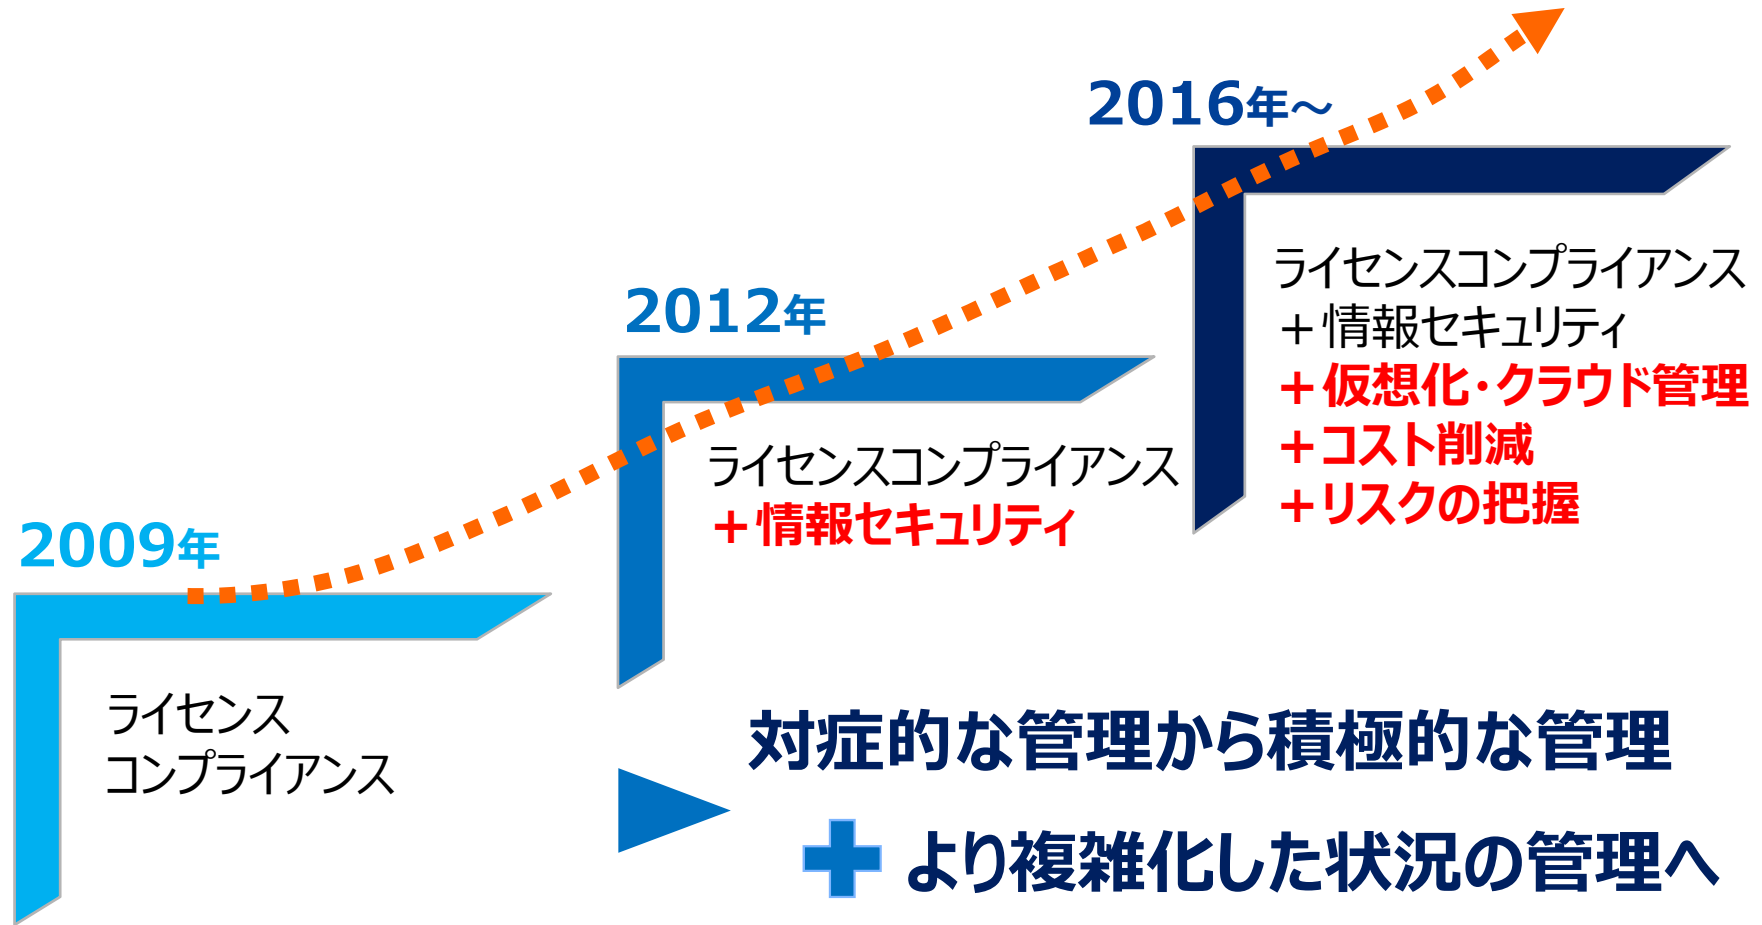 2009年
ライセンス
コンプライアンス
2012年
ライセンスコンプライアンス
＋情報セキュリティ
2016年～
ライセンスコンプライアンス
＋情報セキュリティ
＋仮想化・クラウド管理
＋コスト削減
＋リスクの把握
対症的な管理から積極的な管理
より複雑化した状況の管理へ